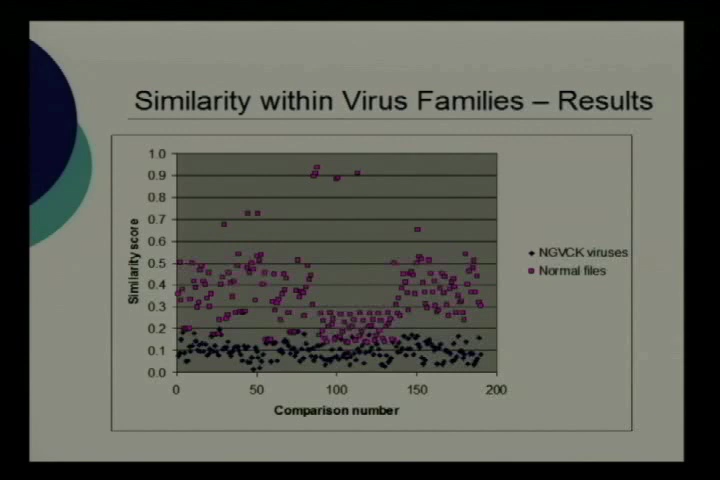 Similarity within Virus Families – Results
1.0
0.9
0.8
0.7
0.6
0.5
0.4
0.3
0.2
0.1
0.0
Similarity score
0 50 100 150 200
Comparison number
NGVCK viruses
Normal files